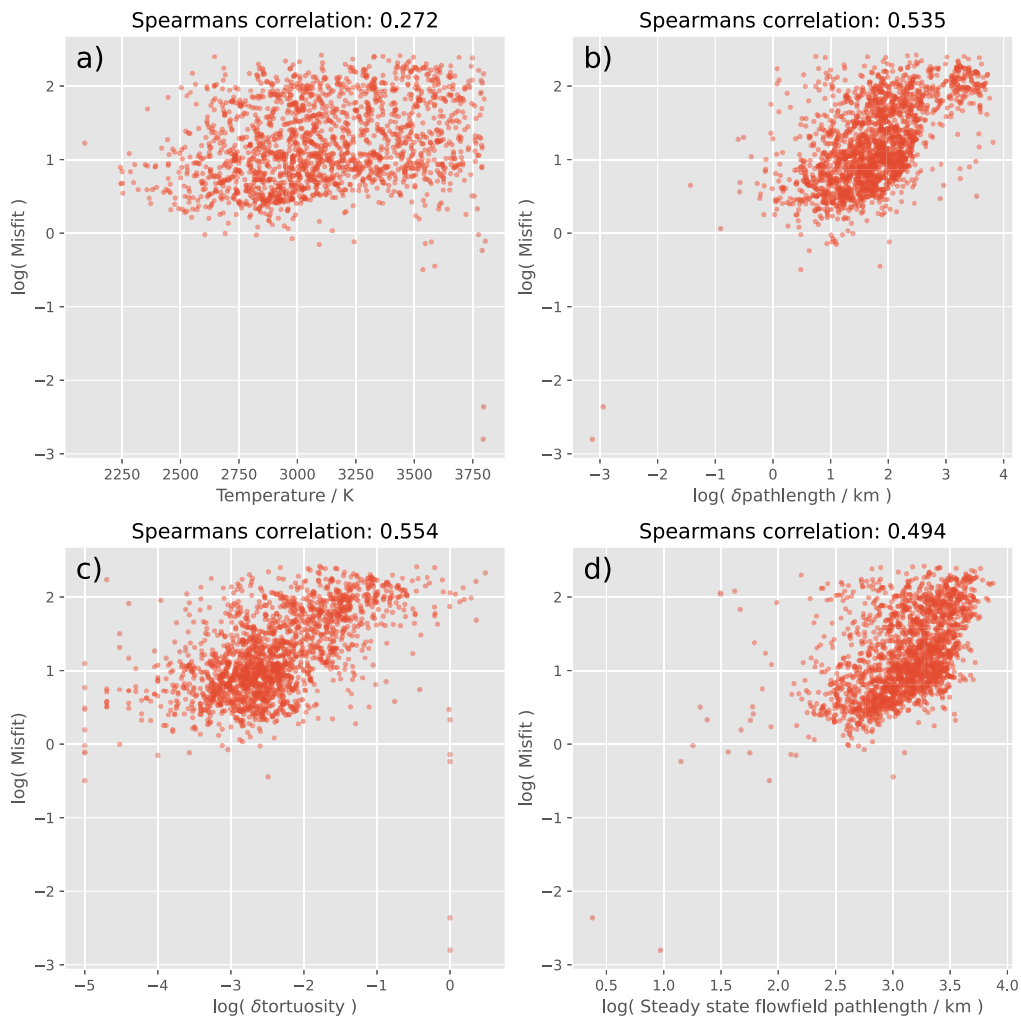 Spearmans correlation: 0.272
a)
log( Misfit )
2
1
0
−1
−2
−3
2250 2500 2750 3000 3250 3500 3750
Temperature / K
Spearmans correlation: 0.535
b)
log( Misfit )
2
1
0
−1
−2
−3
−3 −2 −1 0 1 2 3 4
log( δpathlength / km )
Spearmans correlation: 0.554
c)
log( Misfit)
2
1
0
−1
−2
−3
−5 −4 −3 −2 −1 0
log( δtortuosity )
Spearmans correlation: 0.494
d)
log( Misfit )
2
1
0
−1
−2
−3
0.5 1.0 1.5 2.0 2.5 3.0 3.5 4.0
log( Steady state flowfield pathlength / km )